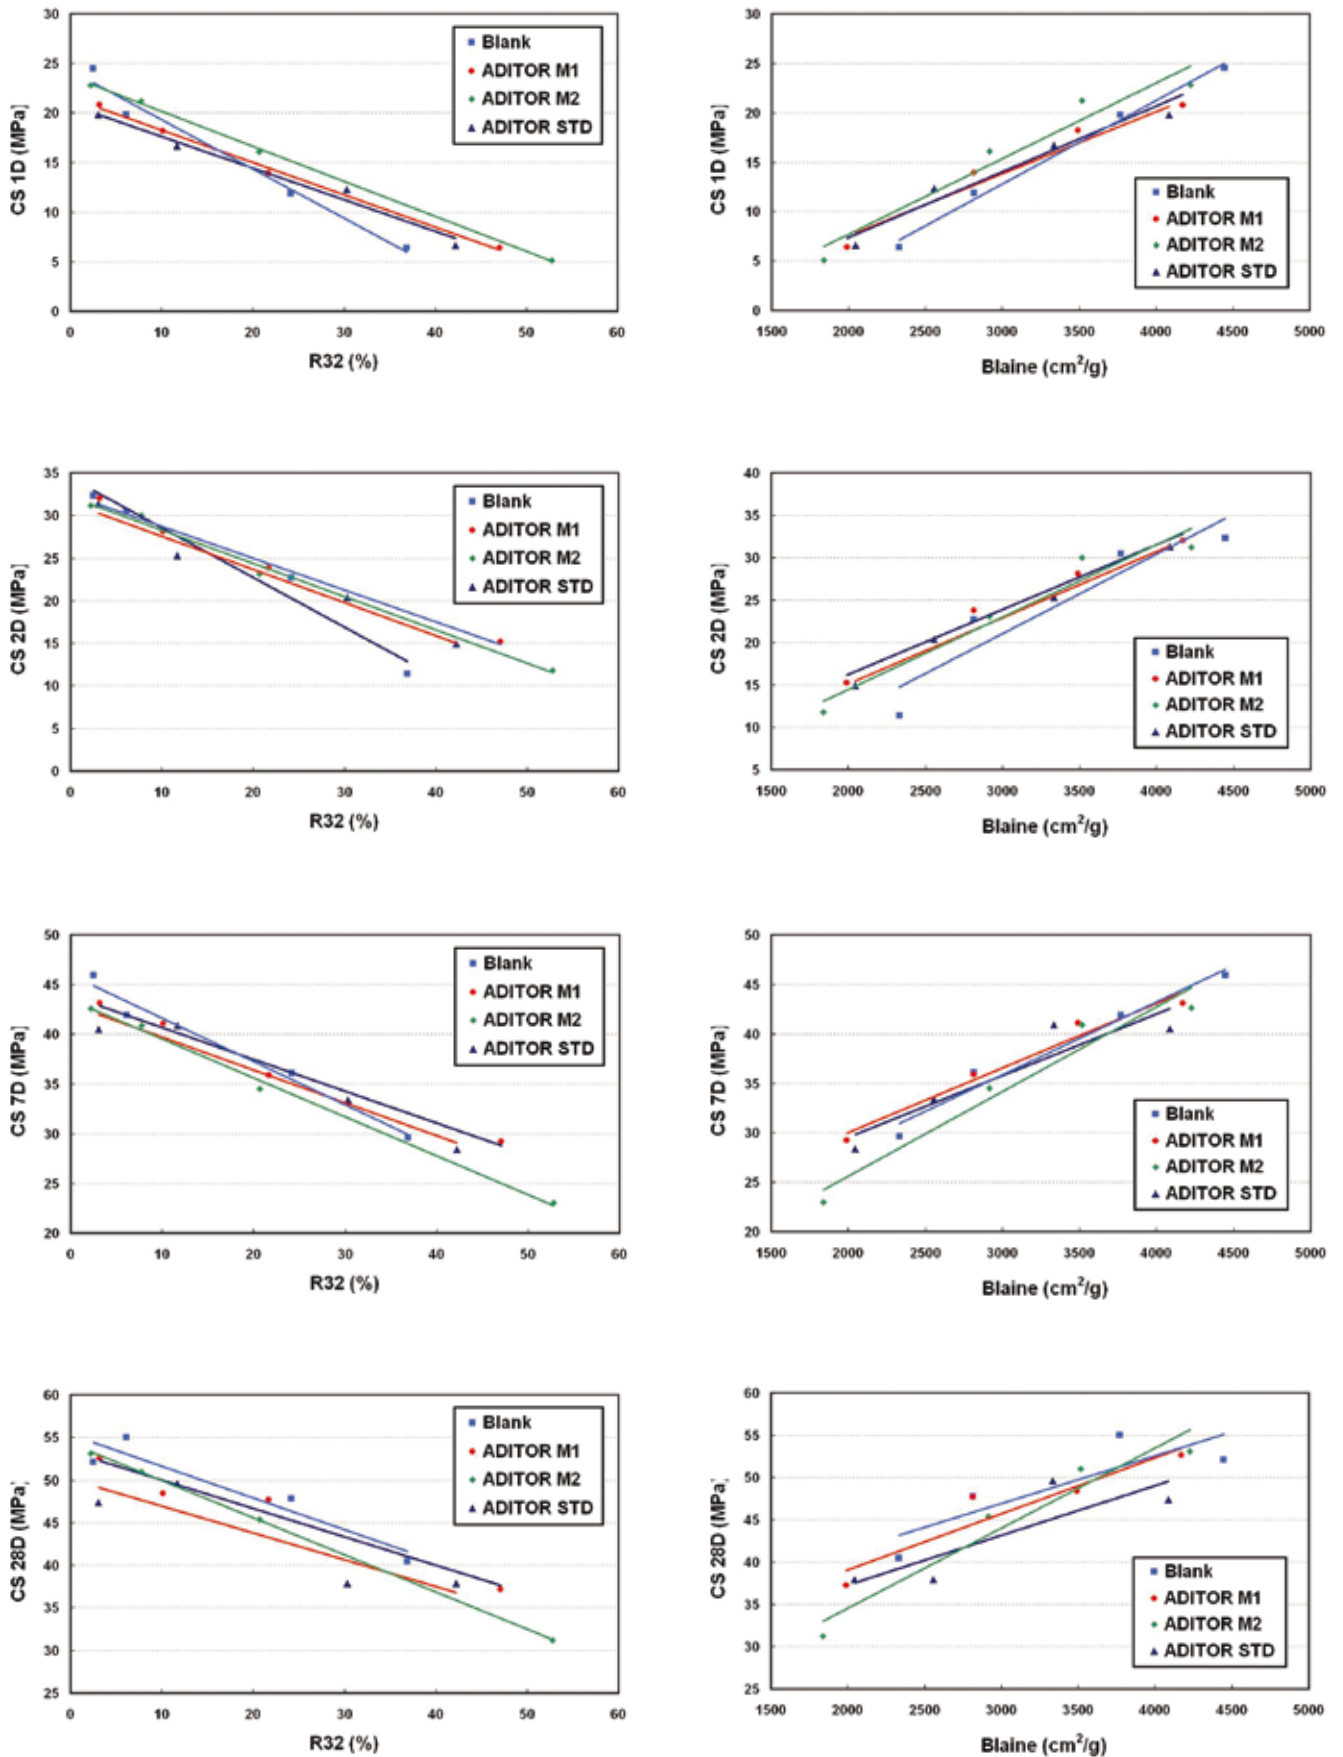 30
25
20
15
10
5
0
CS 1D (MPa)
Blank
ADITOR M1
ADITOR M2
ADITOR STD
0 10 20 30 40 50 60
R32 (%)
30
25
20
15
10
5
0
CS 1D (MPa)
Blank
ADITOR M1
ADITOR M2
ADITOR STD
1500 2000 2500 3000 3500 4000 4500 5000
Blaine (cm²/g)
35
30
25
20
15
10
5
0
CS 2D (MPa)
Blank
ADITOR M1
ADITOR M2
ADITOR STD
0 10 20 30 40 50 60
R32 (%)
40
35
30
25
20
15
10
5
CS 2D (MPa)
Blank
ADITOR M1
ADITOR M2
ADITOR STD
1500 2000 2500 3000 3500 4000 4500 5000
Blaine (cm²/g)
50
45
40
35
30
25
20
CS 7D (MPa)
Blank
ADITOR M1
ADITOR M2
ADITOR STD
0 10 20 30 40 50 60
R32 (%)
50
45
40
35
30
25
20
CS 7D (MPa)
Blank
ADITOR M1
ADITOR M2
ADITOR STD
1500 2000 2500 3000 3500 4000 4500 5000
Blaine (cm²/g)
60
55
50
45
40
35
30
25
CS 28D (MPa)
Blank
ADITOR M1
ADITOR M2
ADITOR STD
0 10 20 30 40 50 60
R32 (%)
60
55
50
45
40
35
30
25
CS 28D (MPa)
Blank
ADITOR M1
ADITOR M2
ADITOR STD
1500 2000 2500 3000 3500 4000 4500 5000
Blaine (cm²/g)